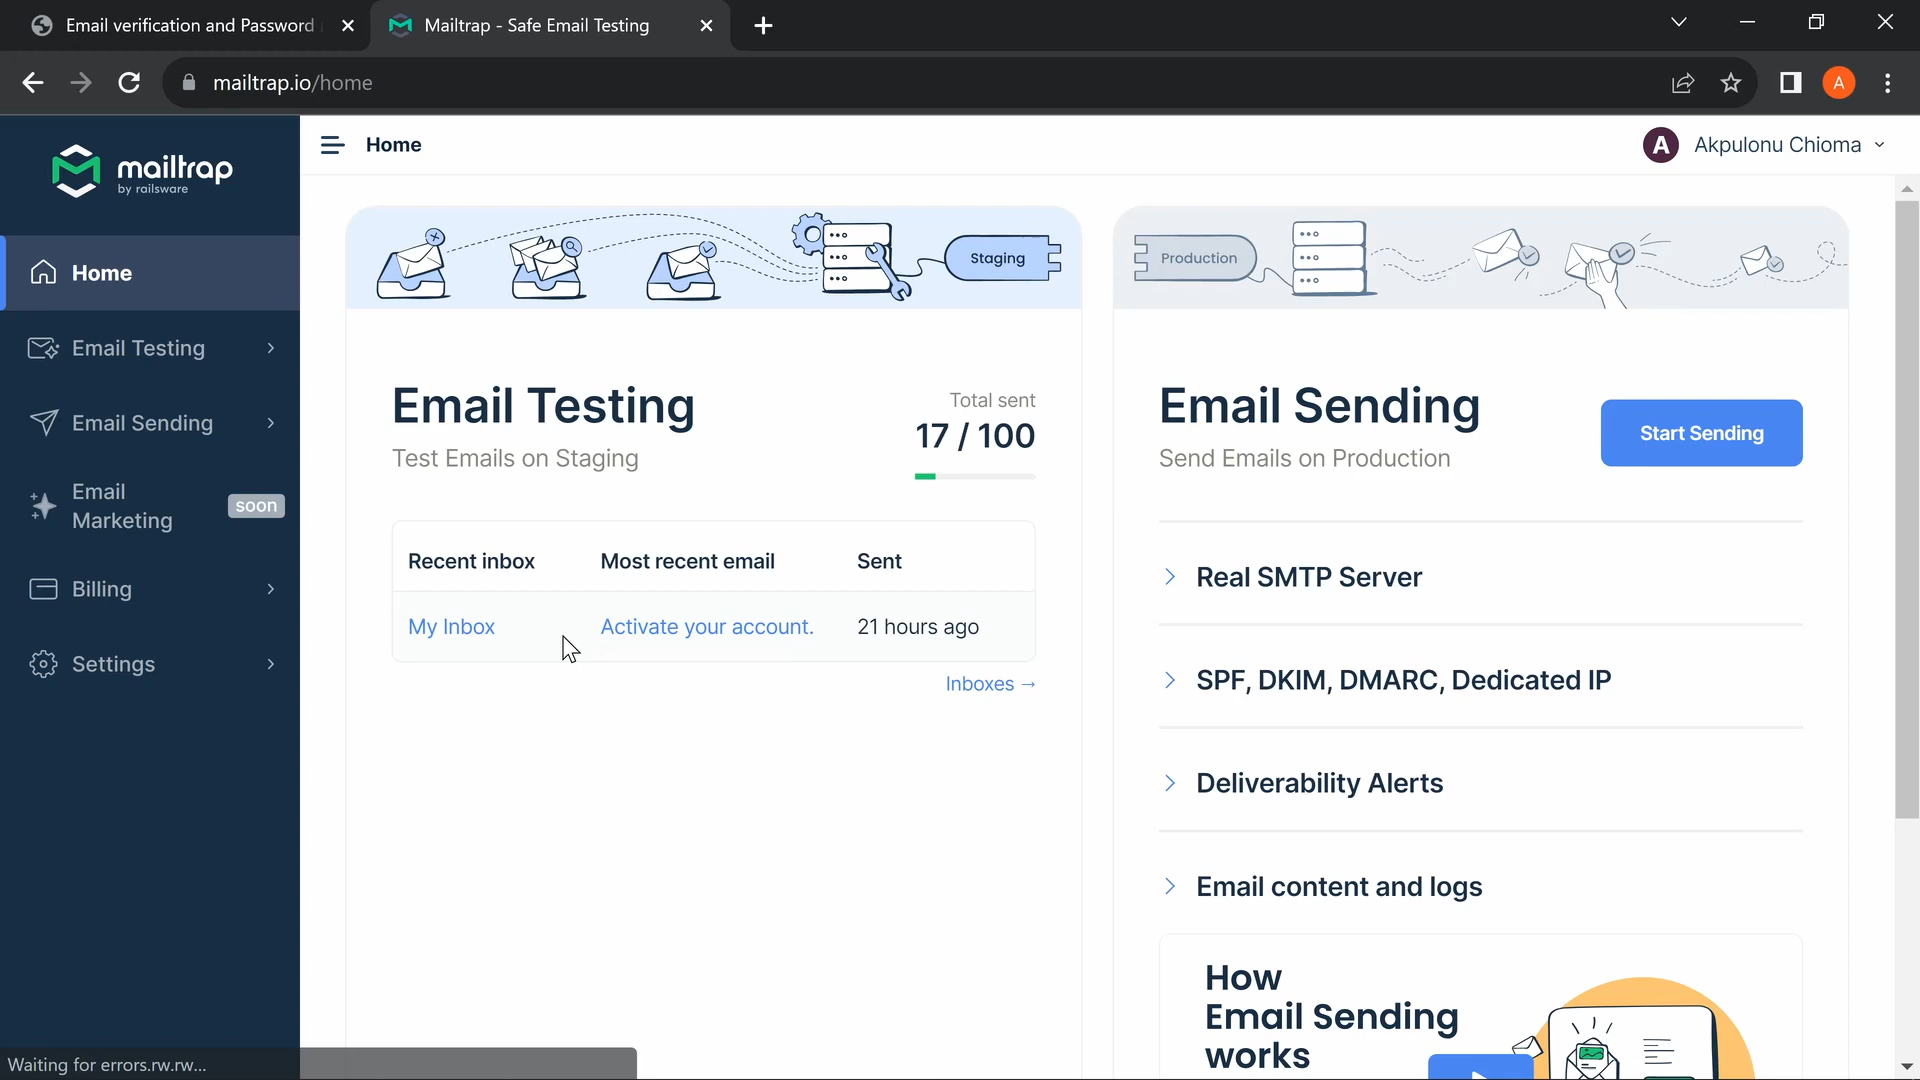 Email verification and Password
Mailtrap - Safe Email Testing
mailtrap.io/home
A
mailtrap
by railsware
Home
A
Akpulonu Chioma
Home
Email Testing
Email Sending
Email
Marketing
soon
Billing
Settings
Staging
Email Testing
Test Emails on Staging
Total sent
17 / 100
Recent inbox
Most recent email
Sent
My Inbox
Activate your account.
21 hours ago
Inboxes →
Production
Email Sending
Send Emails on Production
Start Sending
Real SMTP Server
SPF, DKIM, DMARC, Dedicated IP
Deliverability Alerts
Email content and logs
How
Email Sending
works
Waiting for errors.rw.rw...